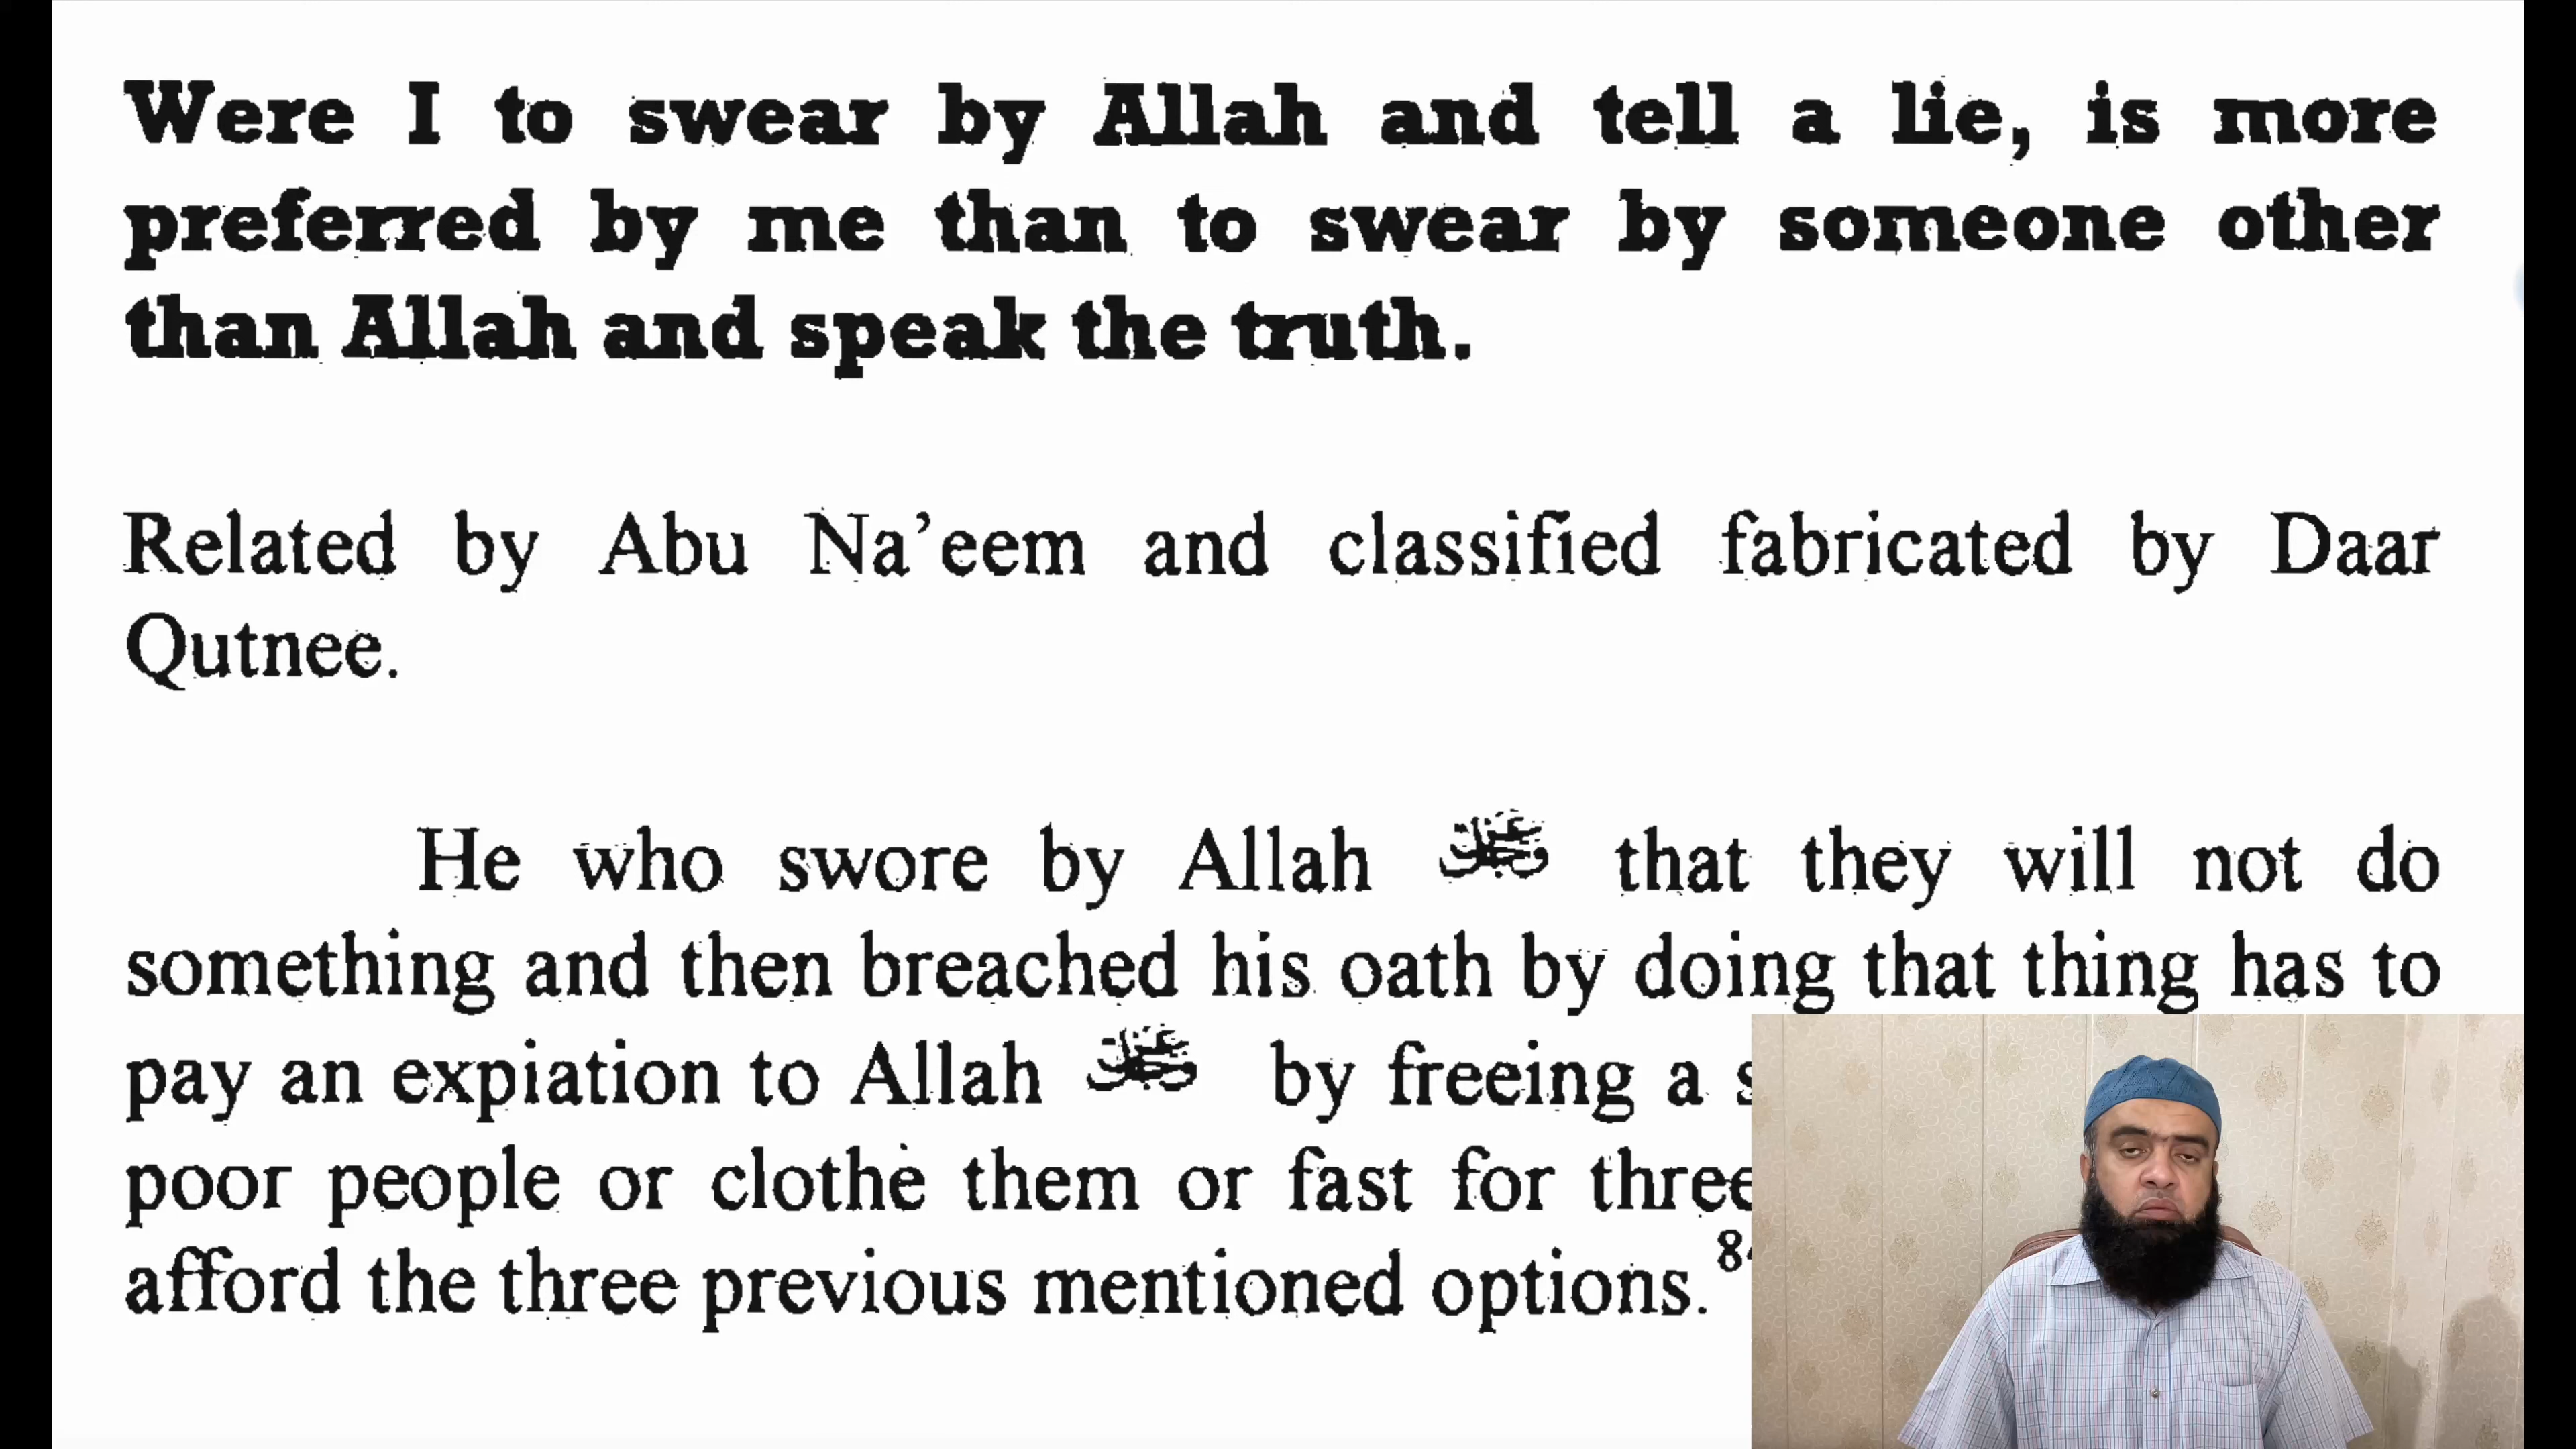 Were I to swear by Allah and tell a lie, is more
preferred by me than to swear by someone other
than Allah and speak the truth.
Related by Abu Na’eem and classified fabricated by Daar
Qutnee.
He who swore by Allah that they will not do
something and then breached his oath by doing that thing has to
pay an expiation to Allah by freeing a
poor people or clothe them or fast for three
afford the three previous mentioned options.